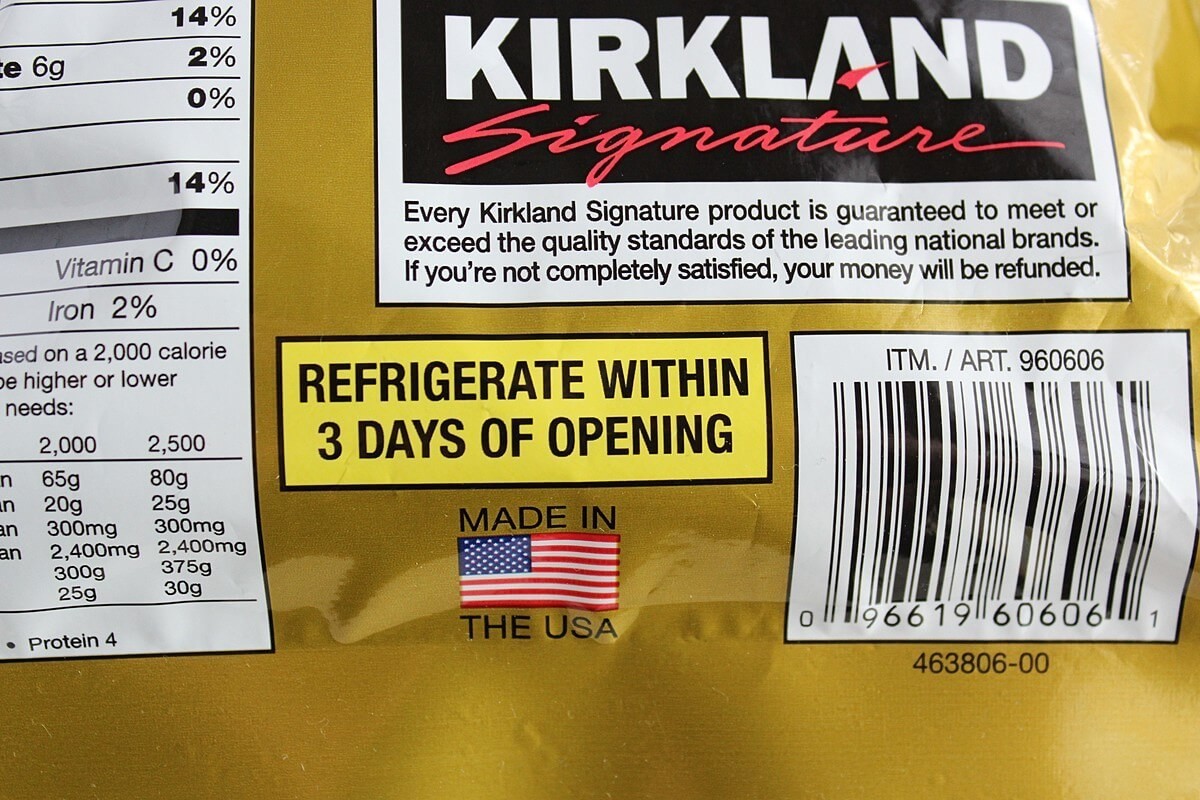 14%
te 6g 2%
0%
14%
Vitamin C 0%
Iron 2%
ased on a 2,000 calorie
be higher or lower
needs:
2,000 2,500
n 65g 80g
an 20g 25g
an 300mg 300mg
an 2,400mg 2,400mg
300g 375g
25g 30g
• Protein 4
KIRKLAND
Signature
Every Kirkland Signature product is guaranteed to meet or
exceed the quality standards of the leading national brands.
If you're not completely satisfied, your money will be refunded.
REFRIGERATE WITHIN
3 DAYS OF OPENING
MADE IN
THE USA
ITM. / ART. 960606
0 96619 60606 1
463806-00